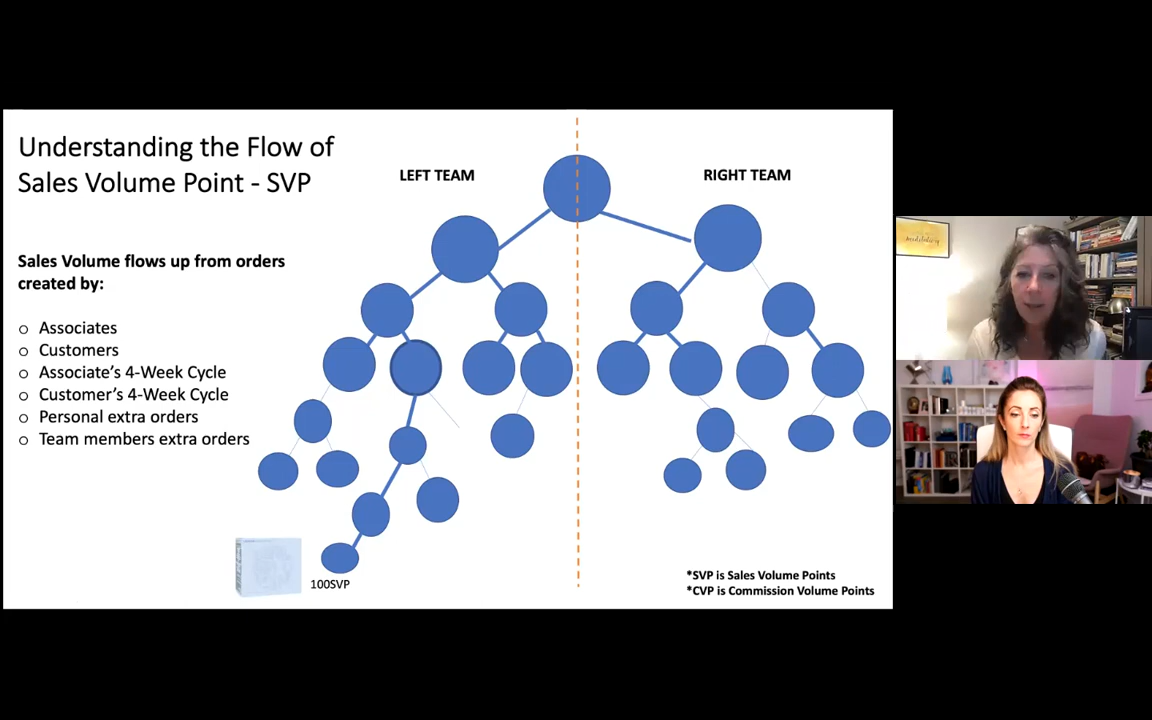 Understanding the Flow of
Sales Volume Point - SVP
LEFT TEAM
RIGHT TEAM
Sales Volume flows up from orders
created by:
o Associates
o Customers
o Associate's 4-Week Cycle
o Customer's 4-Week Cycle
o Personal extra orders
o Team members extra orders
100SVP
*SVP is Sales Volume Points
*CVP is Commission Volume Points